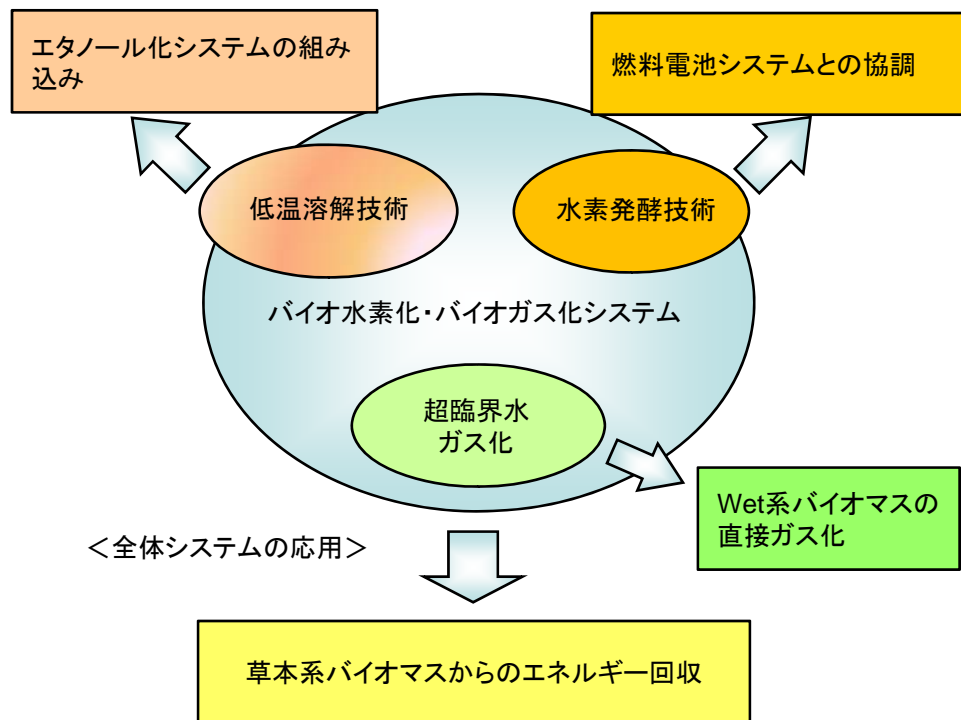 エタノール化システムの組み
込み
燃料電池システムとの協調
低温溶解技術
水素発酵技術
バイオ水素化・バイオガス化システム
超臨界水
ガス化
Wet系バイオマスの
直接ガス化
＜全体システムの応用＞
草本系バイオマスからのエネルギー回収